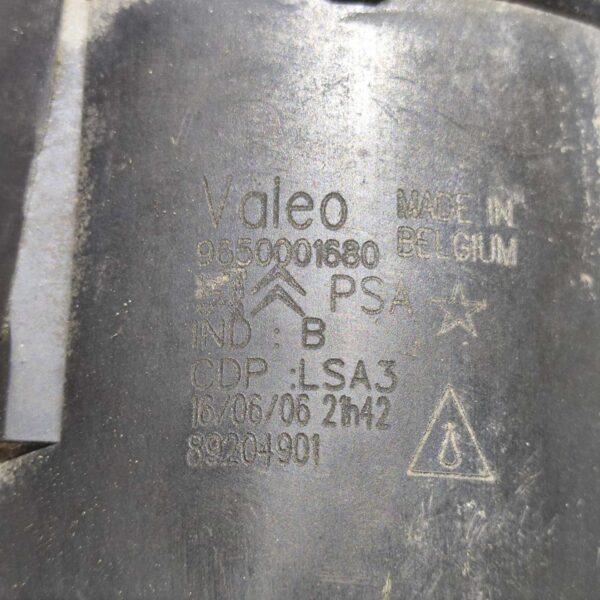 Valeo
MADE IN
BELGIUM
9650001680
PSA
IND : B
CDP :LSA3
16/06/06 21h42
89204901